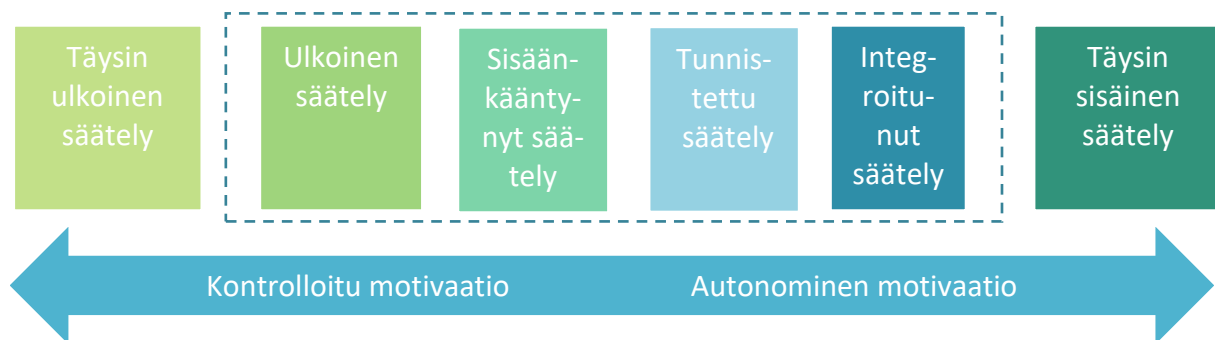 Täysin
ulkoinen
säätely
Ulkoinen
säätely
Sisään-
käänty-
nyt sää-
tely
Tunnis-
tettu
säätely
Integ-
roitu-
nut
säätely
Täysin
sisäinen
säätely
Kontrolloitu motivaatio
Autonominen motivaatio